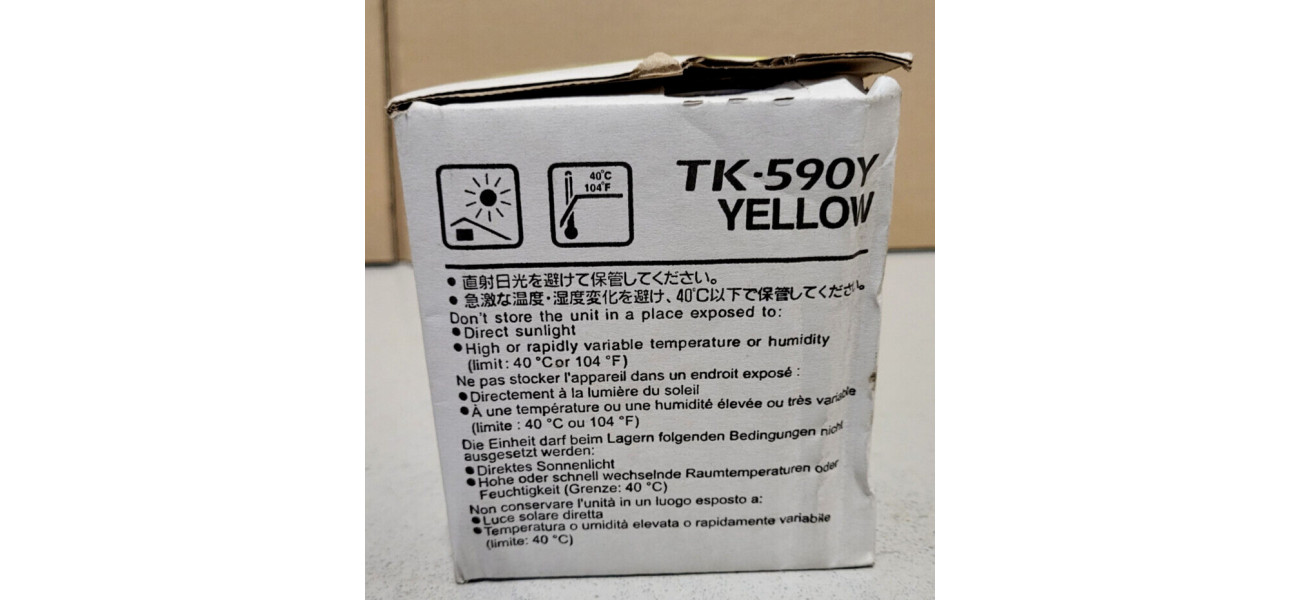 40°C
104°F
TK-590Y
YELLOW
● 直射日光を避けて保管してください。
● 急激な温度・湿度変化を避け、40℃以下で保管してください。
Don't store the unit in a place exposed to:
●Direct sunlight
●High or rapidly variable temperature or humidity
(limit: 40 °Cor 104 °F)
Ne pas stocker l'appareil dans un endroit exposé :
●Directement à la lumière du soleil
●À une température ou une humidité élevée ou très variable
(limite : 40 °C ou 104 °F)
Die Einheit darf beim Lagern folgenden Bedingungen nicht
ausgesetzt werden:
●Direktes Sonnenlicht
●Hohe oder schnell wechselnde Raumtemperaturen oder
Feuchtigkeit (Grenze: 40 °C)
Non conservare l'unità in un luogo esposto a:
●Luce solare diretta
●Temperatura o umidità elevata o rapidamente variabile
(limite: 40 °C)